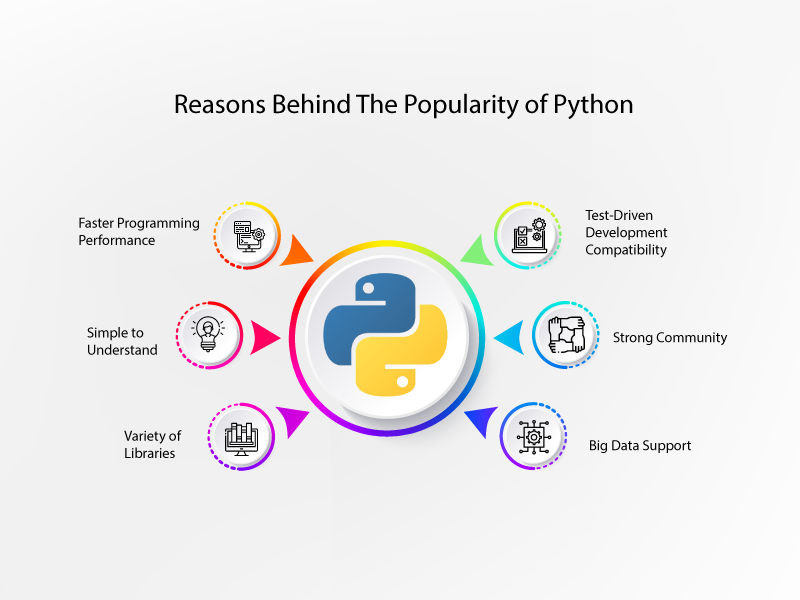 Reasons Behind The Popularity of Python
Faster Programming
Performance
Simple to
Understand
Variety of
Libraries
Test-Driven
Development
Compatibility
Strong Community
Big Data Support